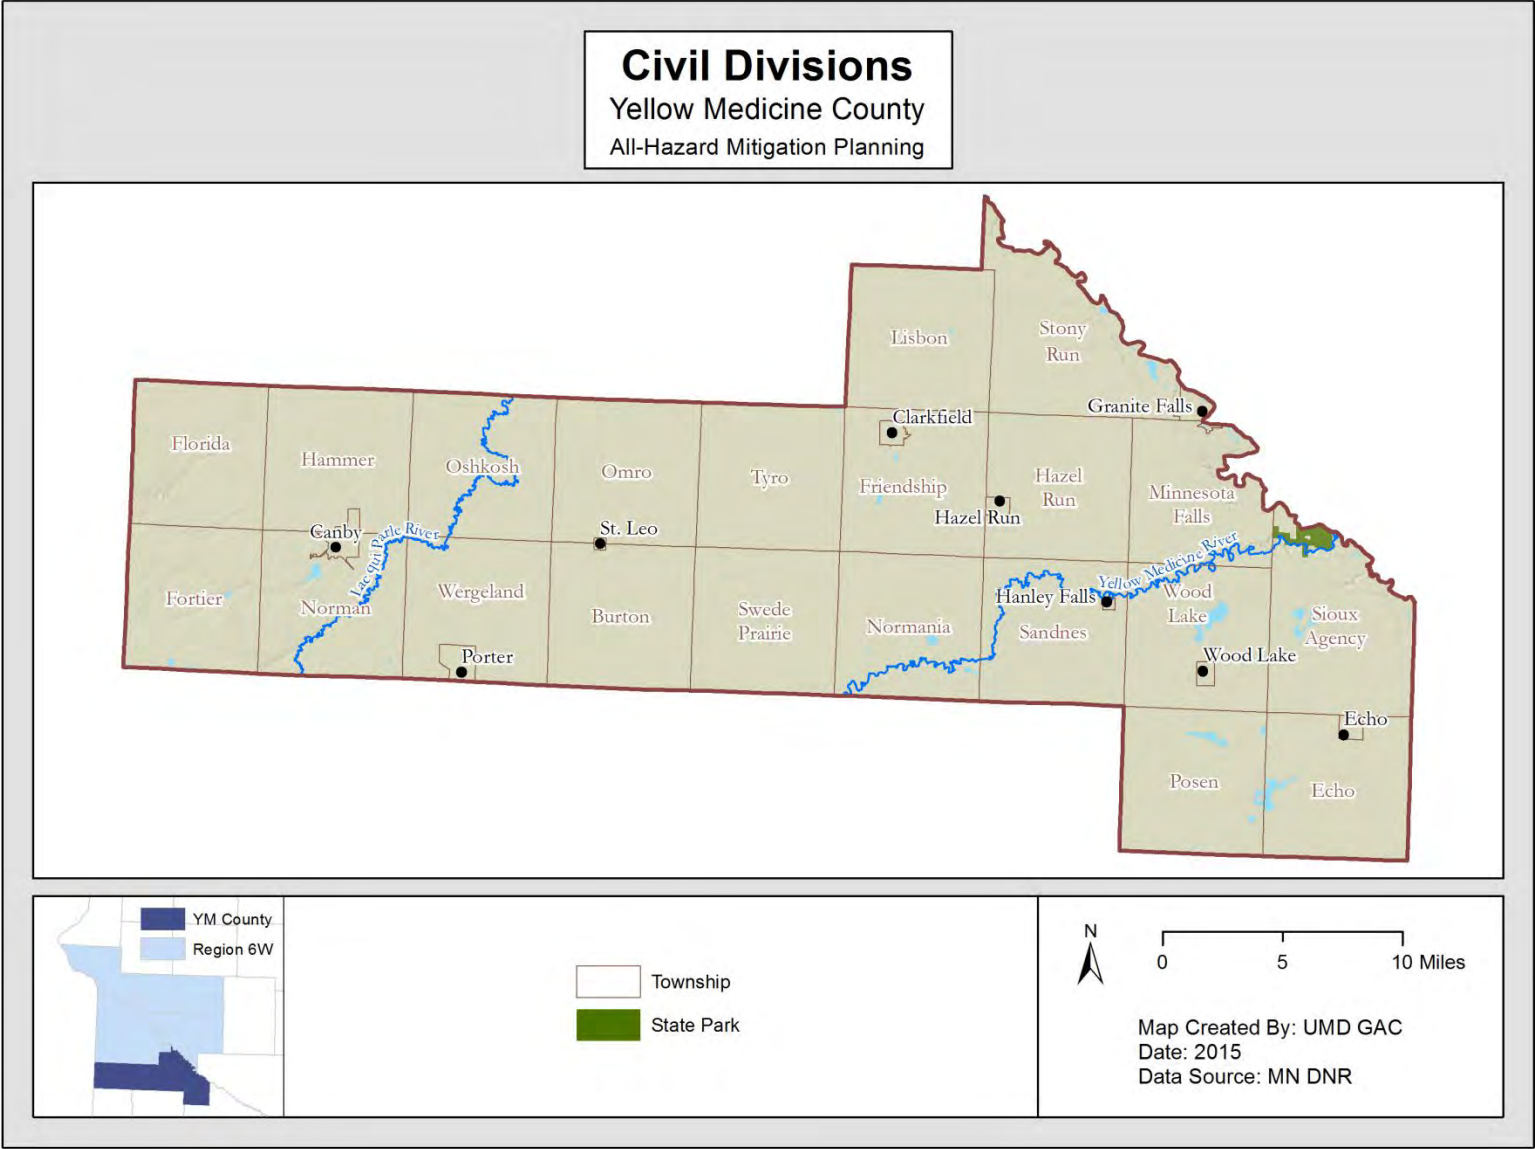 Civil Divisions
Yellow Medicine County
All-Hazard Mitigation Planning
Lisbon
Stony
Run
Granite Falls
Clarkfield
Florida
Hammer
Oshkosh
Omro
Tyro
Friendship
Hazel
Run
Minnesota
Falls
Hazel Run
Canby
Lac qui Parle River
St. Leo
Yellow Medicine River
Fortier
Norman
Wergeland
Burton
Swede
Prairie
Normania
Hanley Falls
Sandnes
Wood
Lake
Sioux
Agency
Porter
Wood Lake
Echo
Posen
Echo
YM County
Region 6W
Township
State Park
N
0 5 10 Miles
Map Created By: UMD GAC
Date: 2015
Data Source: MN DNR